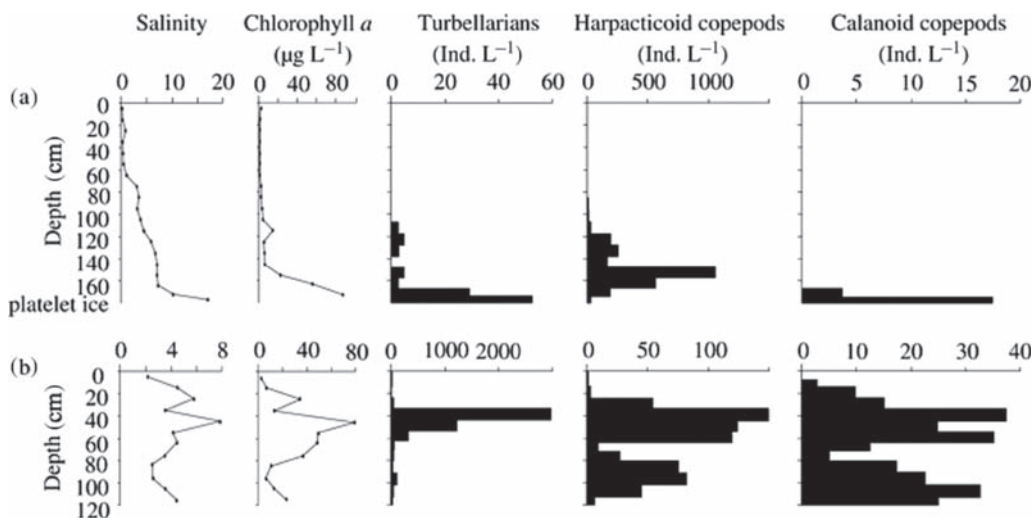 Salinity Chlorophyll a Turbellarians Harpacticoid copepods Calanoid copepods
(µg L−1) (Ind. L−1) (Ind. L−1) (Ind. L−1)
0 10 20 0 40 80 0 20 40 60 0 500 1000 0 5 10 15 20
(a)
Depth (cm)
0
20
40
60
80
100
120
140
160
platelet ice
0 4 8 0 40 80 0 1000 2000 0 50 100 0 10 20 30 40
(b)
Depth (cm)
0
20
40
60
80
100
120